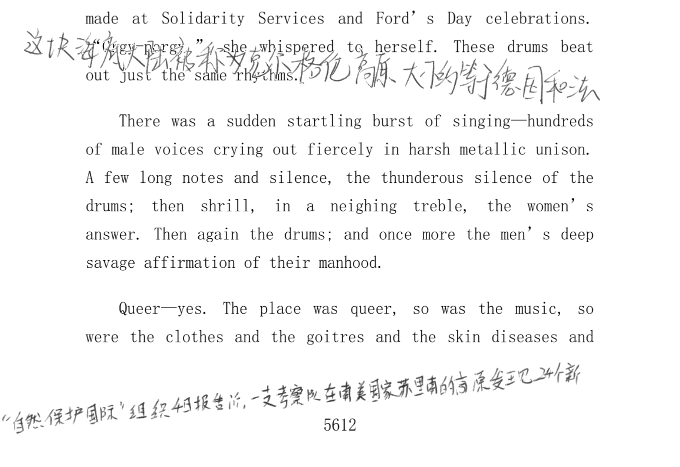 made at Solidarity Services and Ford’s Day celebrations.
“Orgy-porgy,” she whispered to herself. These drums beat
这块海底大陆被称为克尔格伦高原 大小约等于德国和法
out just the same rhythms.
There was a sudden startling burst of singing—hundreds
of male voices crying out fiercely in harsh metallic unison.
A few long notes and silence, the thunderous silence of the
drums; then shrill, in a neighing treble, the women’s
answer. Then again the drums; and once more the men’s deep
savage affirmation of their manhood.
Queer—yes. The place was queer, so was the music, so
were the clothes and the goitres and the skin diseases and
“自然保护国际”组织4日报告说,一支考察队在南美国家苏里南的高原发现24个新
5612